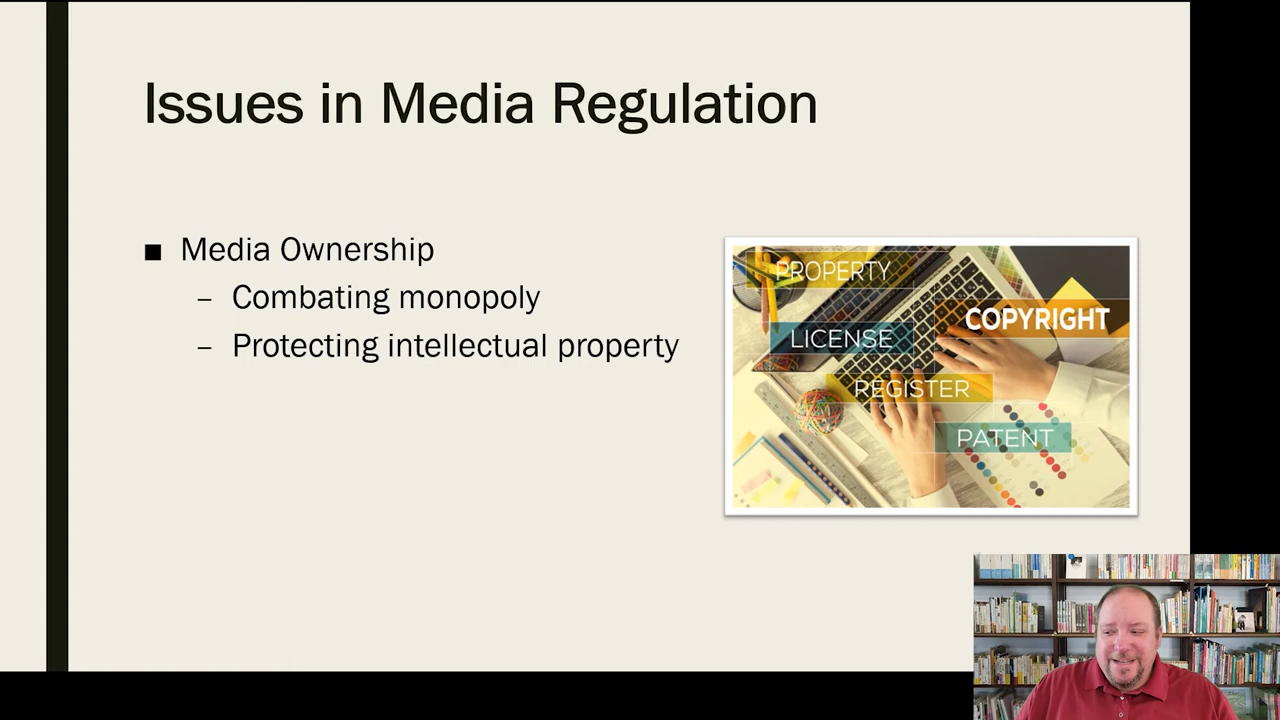 Issues in Media Regulation
■ Media Ownership
– Combating monopoly
– Protecting intellectual property
PROPERTY
COPYRIGHT
LICENSE
REGISTER
PATENT